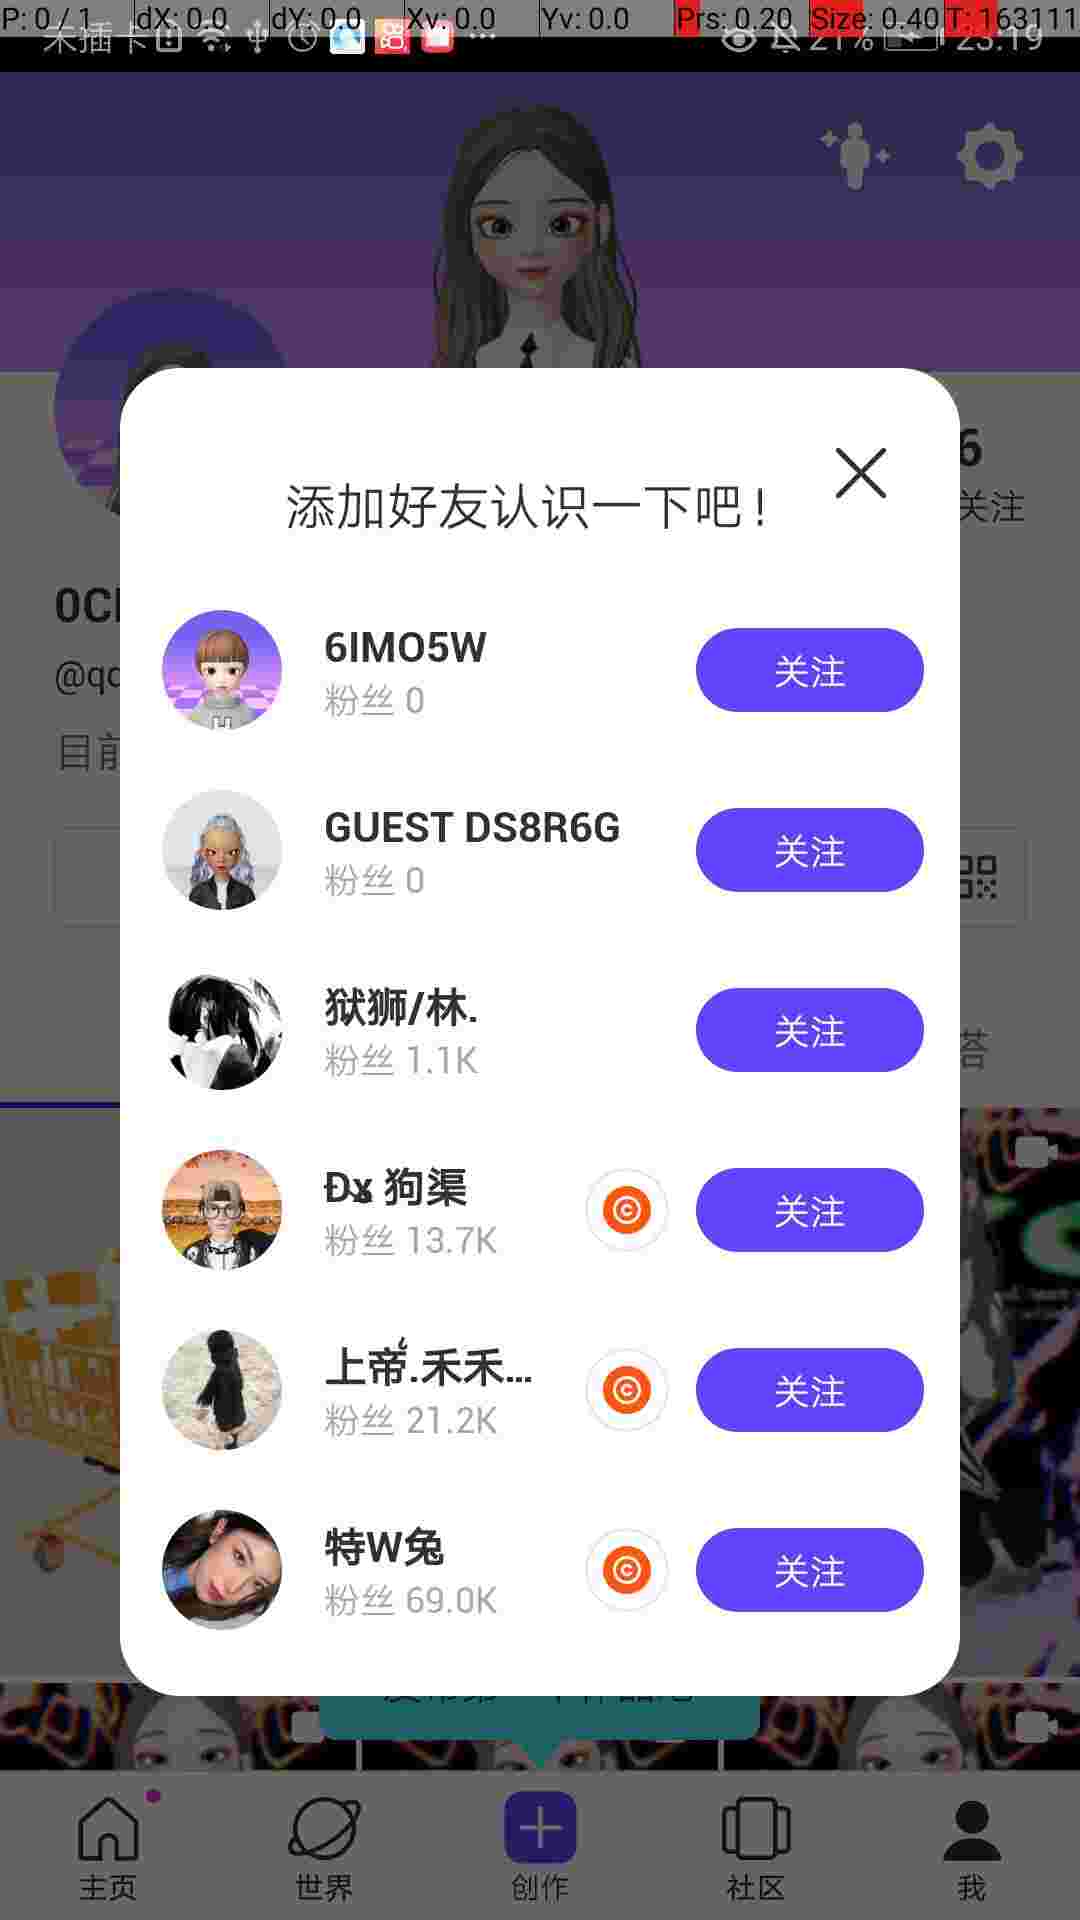 P: 0 / 1 dX: 0.0 dY: 0.0 Xv: 0.0 Yv: 0.0 Prs: 0.20 Size: 0.40 T: 163111
未插卡 21% 23:19
6
关注
添加好友认识一下吧！
@qc
目前
6IMO5W
粉丝 0
关注
GUEST DS8R6G
粉丝 0
关注
狱狮/林.
粉丝 1.1K
关注
狗渠
粉丝 13.7K
关注
上帝.禾禾...
粉丝 21.2K
关注
特W兔
粉丝 69.0K
关注
主页
世界
创作
社区
我